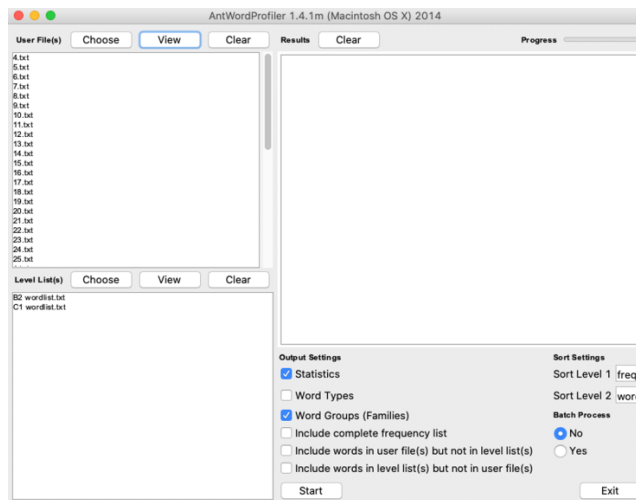 AntWordProfiler 1.4.1m (Macintosh OS X) 2014
User File(s) Choose View Clear Results Clear Progress
4.txt
5.txt
6.txt
7.txt
8.txt
9.txt
10.txt
11.txt
12.txt
13.txt
14.txt
15.txt
16.txt
17.txt
18.txt
19.txt
20.txt
21.txt
22.txt
23.txt
24.txt
25.txt
Level List(s) Choose View Clear
B2 wordlist.txt
C1 wordlist.txt
Output Settings Sort Settings
Statistics Sort Level 1 freq
Word Types Sort Level 2 wor
Word Groups (Families) Batch Process
Include complete frequency list No
Include words in user file(s) but not in level list(s) Yes
Include words in level list(s) but not in user file(s)
Start Exit